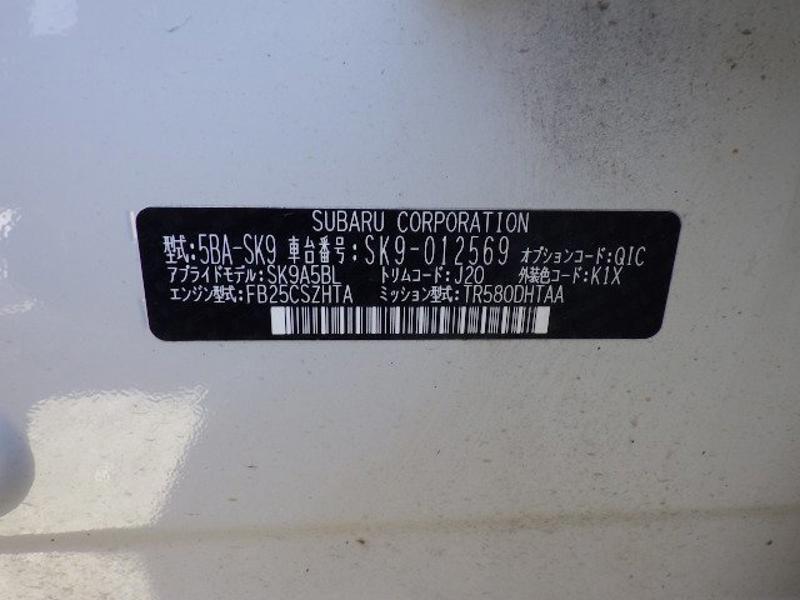 SUBARU CORPORATION
型式:5BA-SK9 車台番号:SK9-012569 オプションコード:QIC
アプライドモデル:SK9A5BL トリムコード:J20 外装色コード:K1X
エンジン型式:FB25CSZHTA ミッション型式:TR580DHTAA